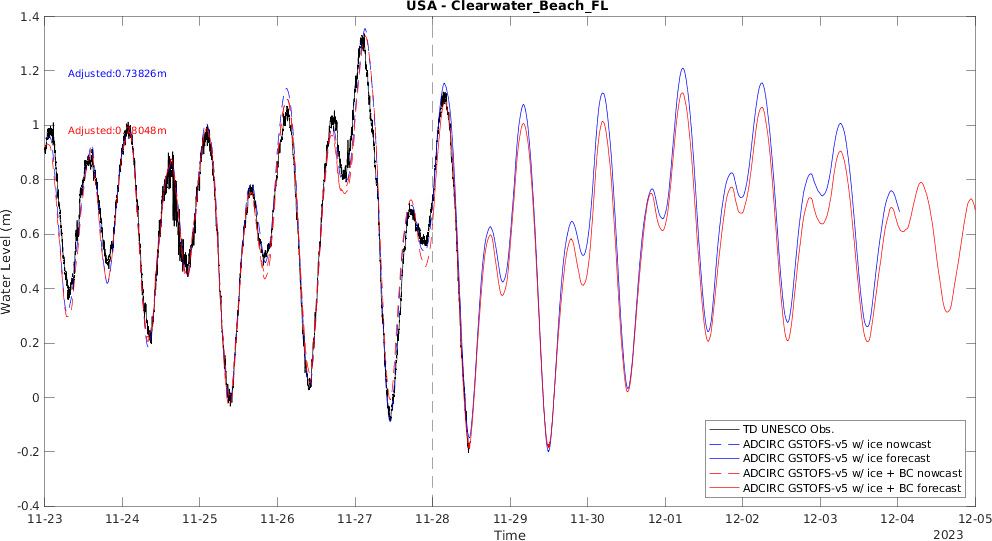 USA - Clearwater_Beach_FL
Water Level (m)
1.4
1.2
1
0.8
0.6
0.4
0.2
0
-0.2
-0.4
Adjusted:0.73826m
TD UNESCO Obs.
ADCIRC GSTOFS-v5 w/ ice nowcast
ADCIRC GSTOFS-v5 w/ ice forecast
ADCIRC GSTOFS-v5 w/ ice + BC nowcast
ADCIRC GSTOFS-v5 w/ ice + BC forecast
11-23 11-24 11-25 11-26 11-27 11-28 11-29 11-30 12-01 12-02 12-03 12-04 12-05
Time
2023